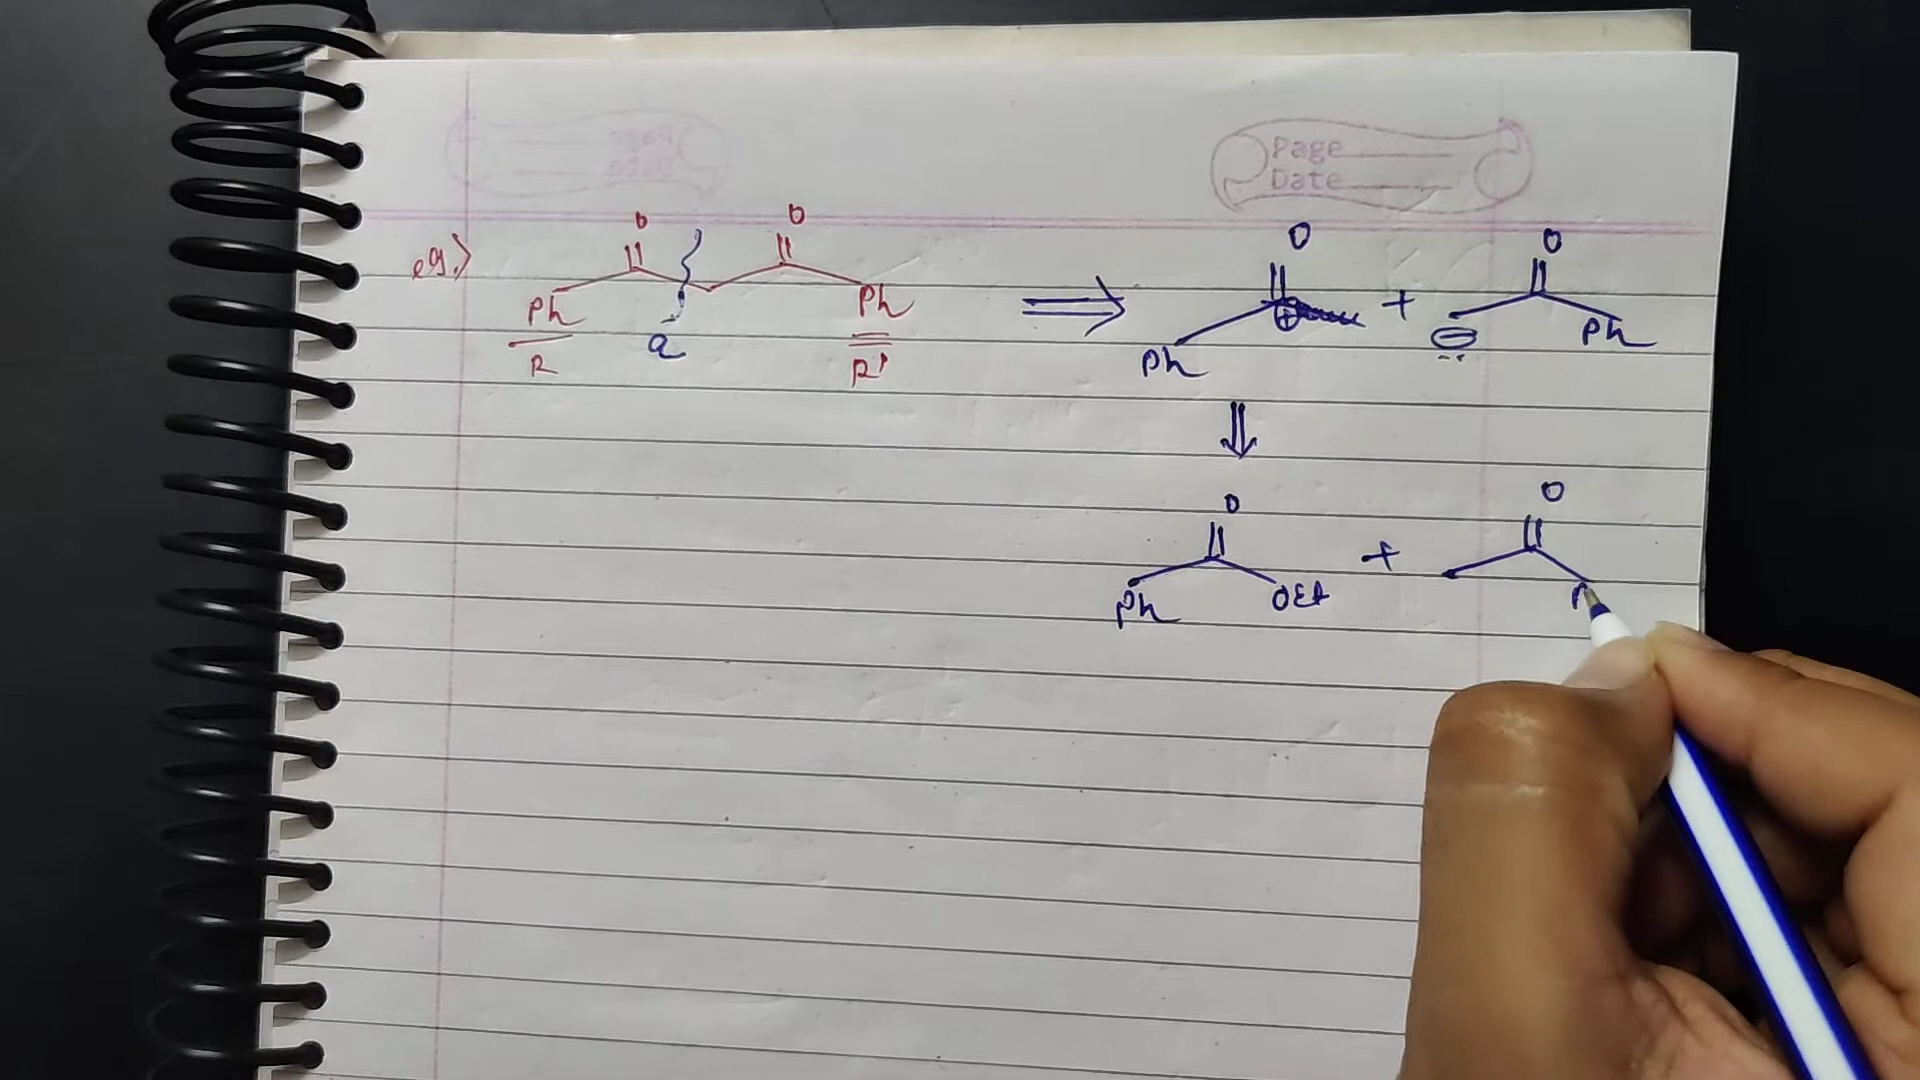 Page
Date
eg.>
O O O O
Ph Ph ⊕ + ⊖ Ph
R a R' Ph
O O
Ph OEt +